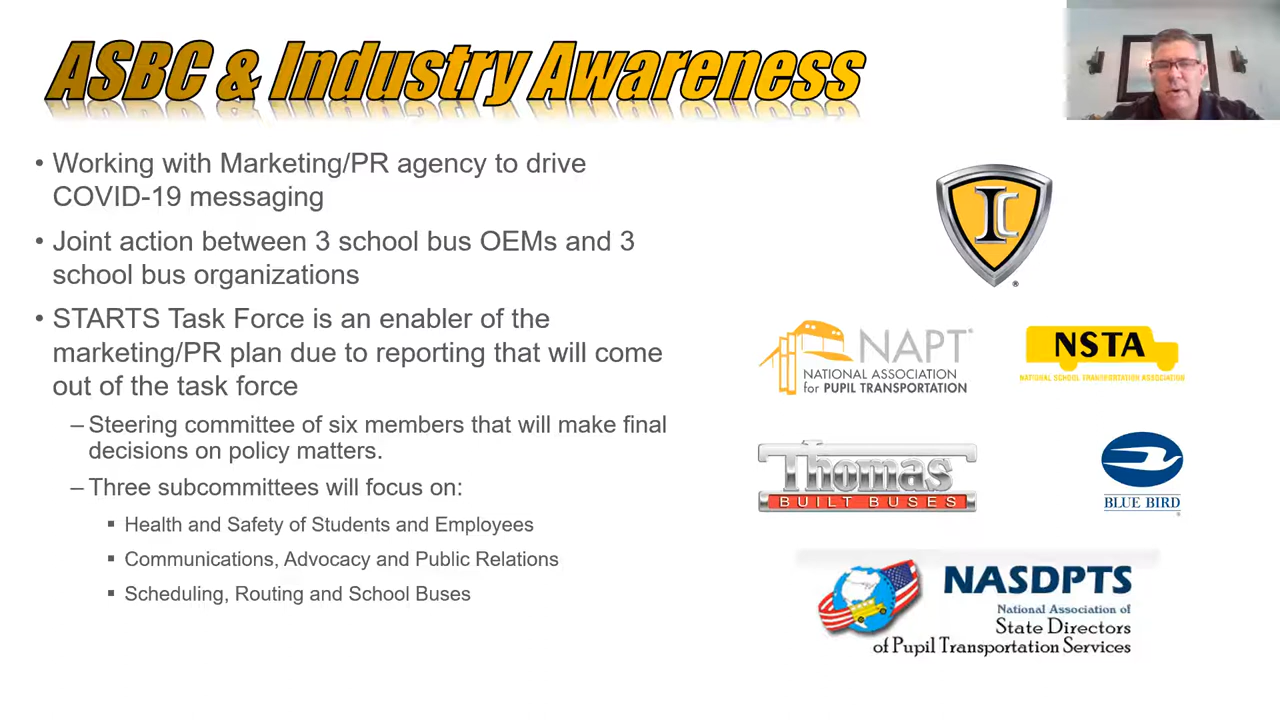 ASBC & Industry Awareness
• Working with Marketing/PR agency to drive
COVID-19 messaging
• Joint action between 3 school bus OEMs and 3
school bus organizations
• STARTS Task Force is an enabler of the
marketing/PR plan due to reporting that will come
out of the task force
– Steering committee of six members that will make final
decisions on policy matters.
– Three subcommittees will focus on:
▪ Health and Safety of Students and Employees
▪ Communications, Advocacy and Public Relations
▪ Scheduling, Routing and School Buses
IC
®
NAPT®
NATIONAL ASSOCIATION
for PUPIL TRANSPORTATION
NSTA
NATIONAL SCHOOL TRANSPORTATION ASSOCIATION
Thomas
BUILT BUSES
BLUE BIRD
®
NASDPTS
National Association of
State Directors
of Pupil Transportation Services